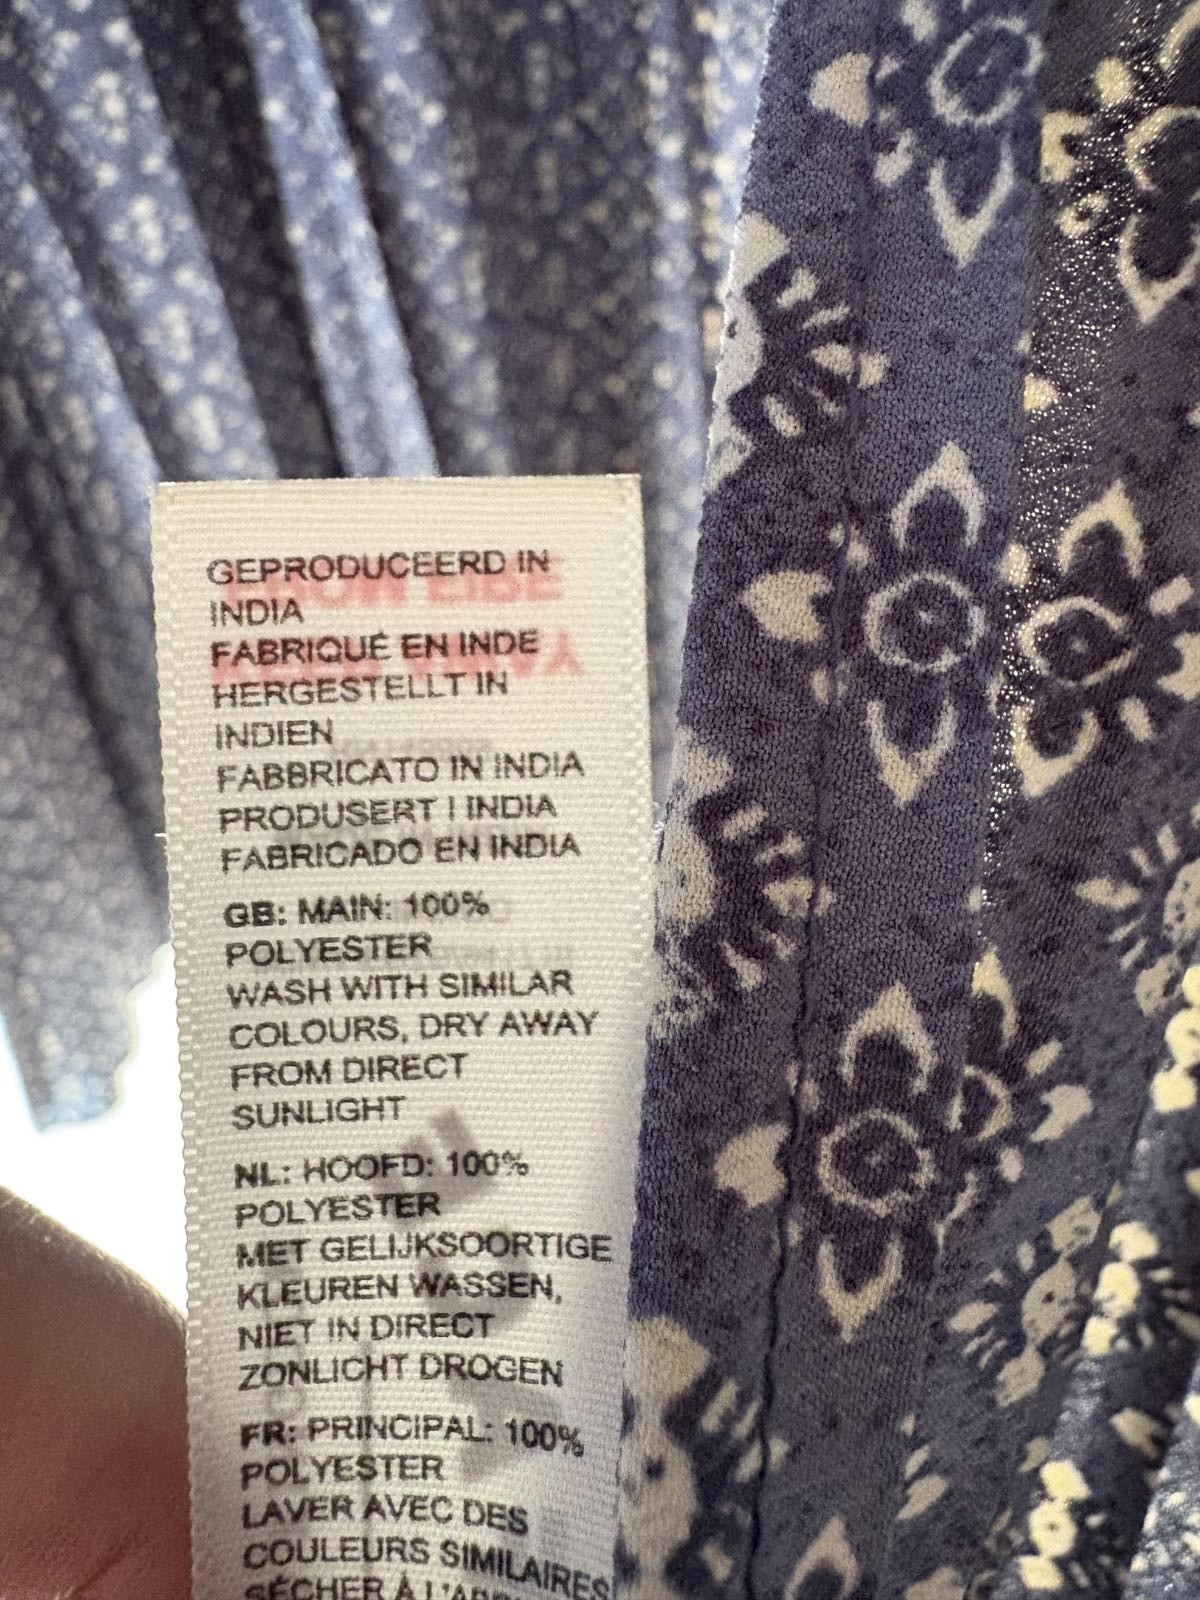 GEPRODUCEERD IN
INDIA
FABRIQUÉ EN INDE
HERGESTELLT IN
INDIEN
FABBRICATO IN INDIA
PRODUSERT I INDIA
FABRICADO EN INDIA
GB: MAIN: 100%
POLYESTER
WASH WITH SIMILAR
COLOURS, DRY AWAY
FROM DIRECT
SUNLIGHT
NL: HOOFD: 100%
POLYESTER
MET GELIJKSOORTIGE
KLEUREN WASSEN,
NIET IN DIRECT
ZONLICHT DROGEN
FR: PRINCIPAL: 100%
POLYESTER
LAVER AVEC DES
COULEURS SIMILAIRES
SÉCHER À